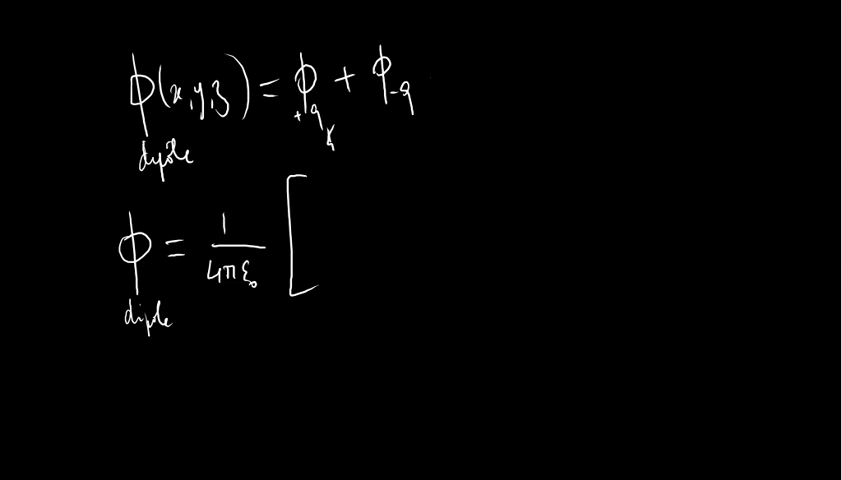 ϕ(x,y,z) = ϕ + ϕ
dipole +q -q
ϕ = 1/4πε₀ [
dipole